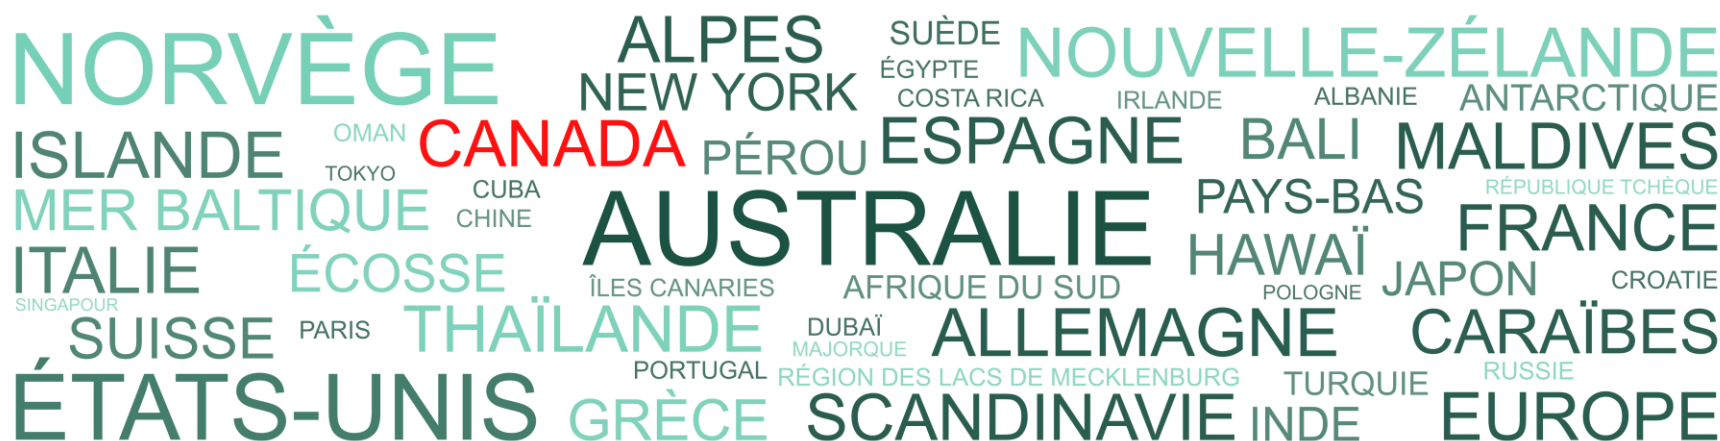 NORVÈGE
ALPES
SUÈDE
NOUVELLE-ZÉLANDE
NEW YORK
ÉGYPTE
COSTA RICA
IRLANDE
ALBANIE
ANTARCTIQUE
ISLANDE
OMAN
CANADA
PÉROU
ESPAGNE
BALI
MALDIVES
TOKYO
MER BALTIQUE
CUBA
CHINE
AUSTRALIE
PAYS-BAS
RÉPUBLIQUE TCHÈQUE
FRANCE
ITALIE
ÉCOSSE
HAWAÏ
JAPON
CROATIE
ÎLES CANARIES
AFRIQUE DU SUD
POLOGNE
SINGAPOUR
SUISSE
PARIS
THAÏLANDE
DUBAÏ
MAJORQUE
ALLEMAGNE
CARAÏBES
PORTUGAL
RÉGION DES LACS DE MECKLENBURG
TURQUIE
RUSSIE
ÉTATS-UNIS
GRÈCE
SCANDINAVIE
INDE
EUROPE